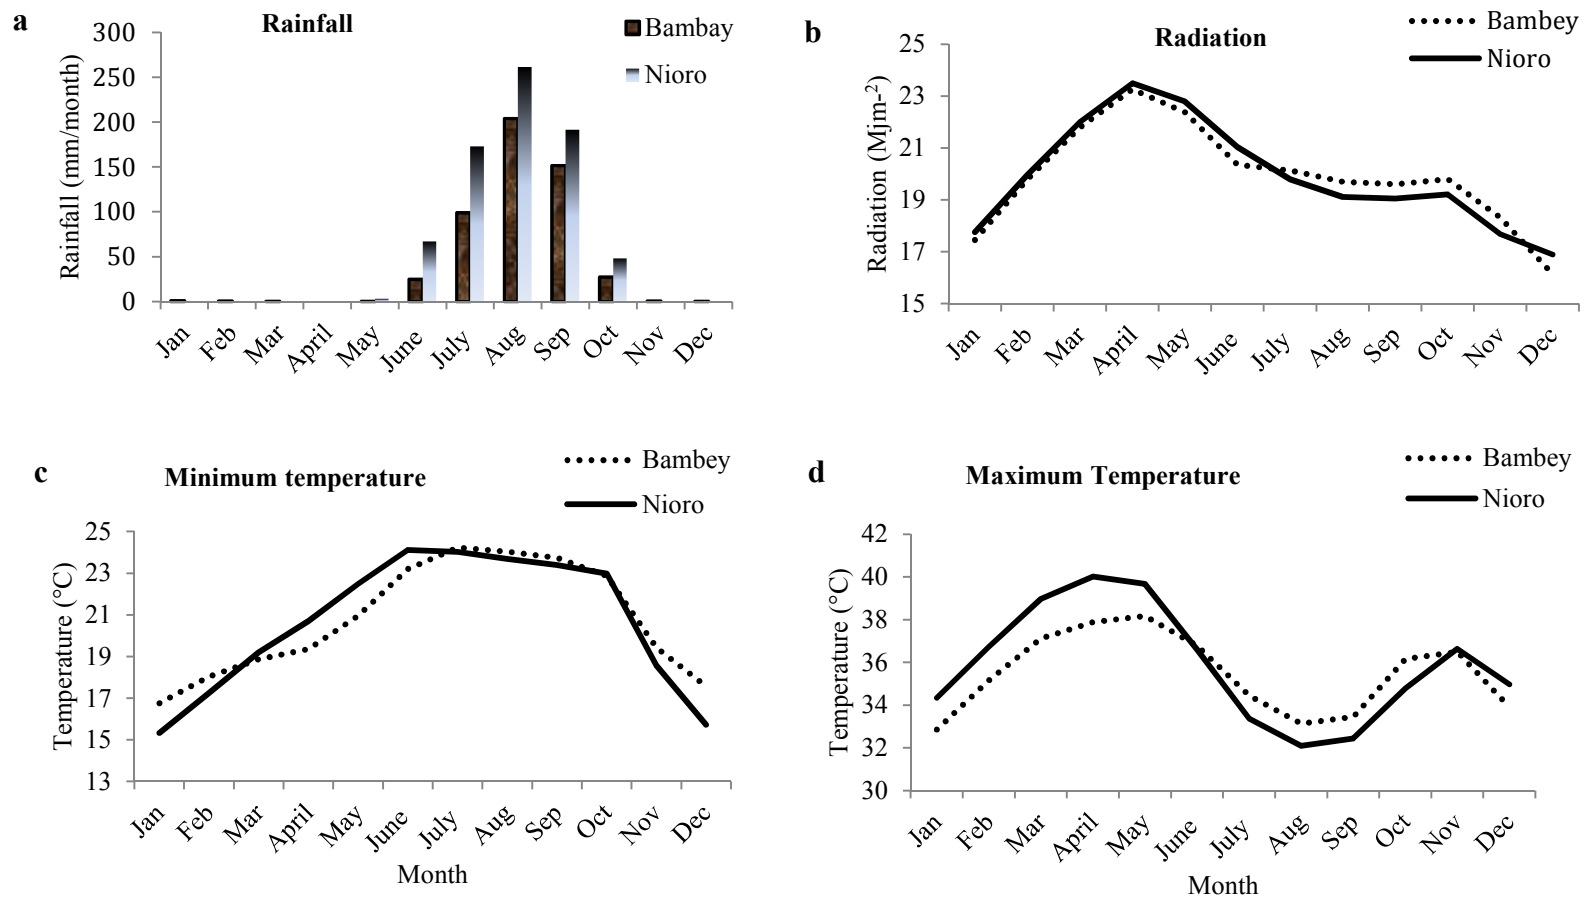 a
Rainfall
Bambay
Nioro
Rainfall (mm/month)
300
250
200
150
100
50
0
Jan Feb Mar April May June July Aug Sep Oct Nov Dec
b
Radiation
Bambey
Nioro
Radiation (Mjm-²)
25
23
21
19
17
15
Jan Feb Mar April May June July Aug Sep Oct Nov Dec
c
Minimum temperature
Bambey
Nioro
Temperature (°C)
25
23
21
19
17
15
13
Jan Feb Mar April May June July Aug Sep Oct Nov Dec
Month
d
Maximum Temperature
Bambey
Nioro
Temperature (°C)
42
40
38
36
34
32
30
Jan Feb Mar April May June July Aug Sep Oct Nov Dec
Month